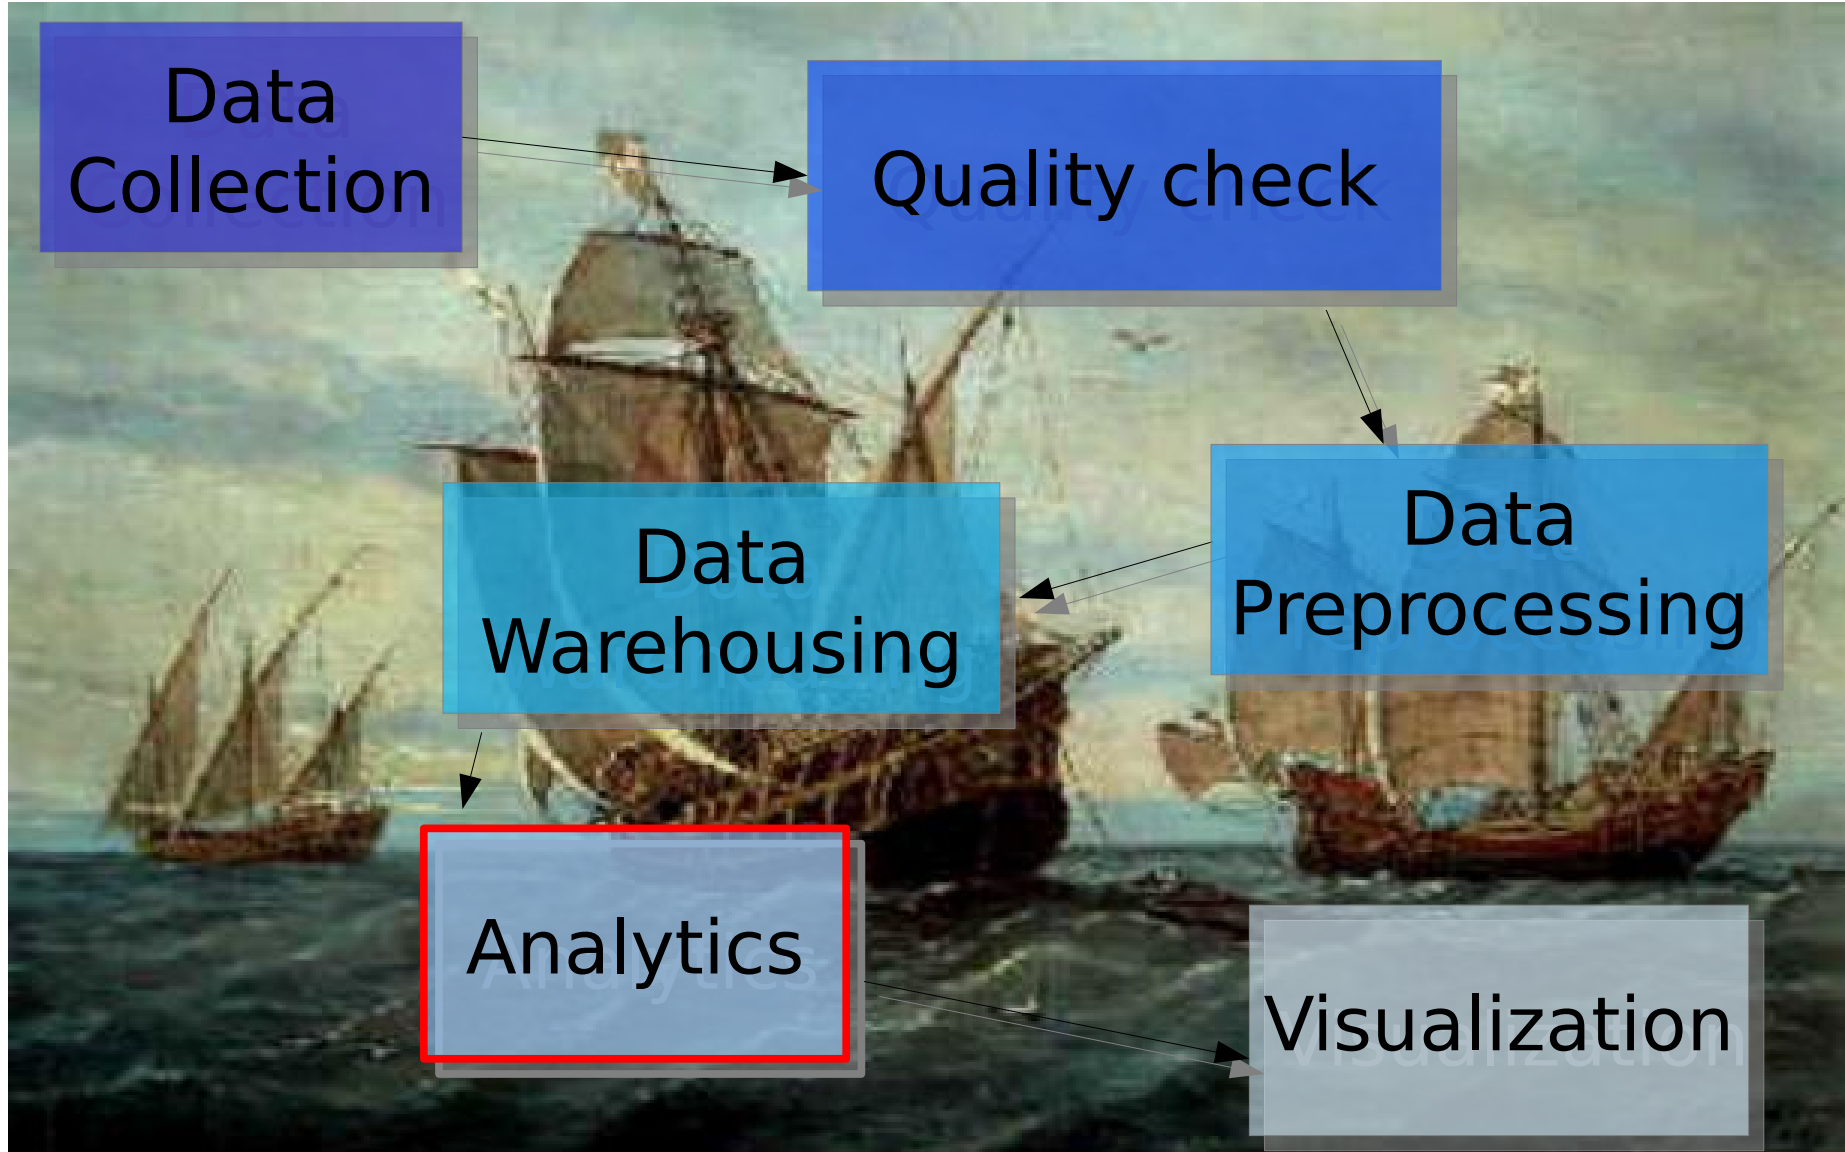 Data
Collection
Quality check
Data
Preprocessing
Data
Warehousing
Analytics
Visualization